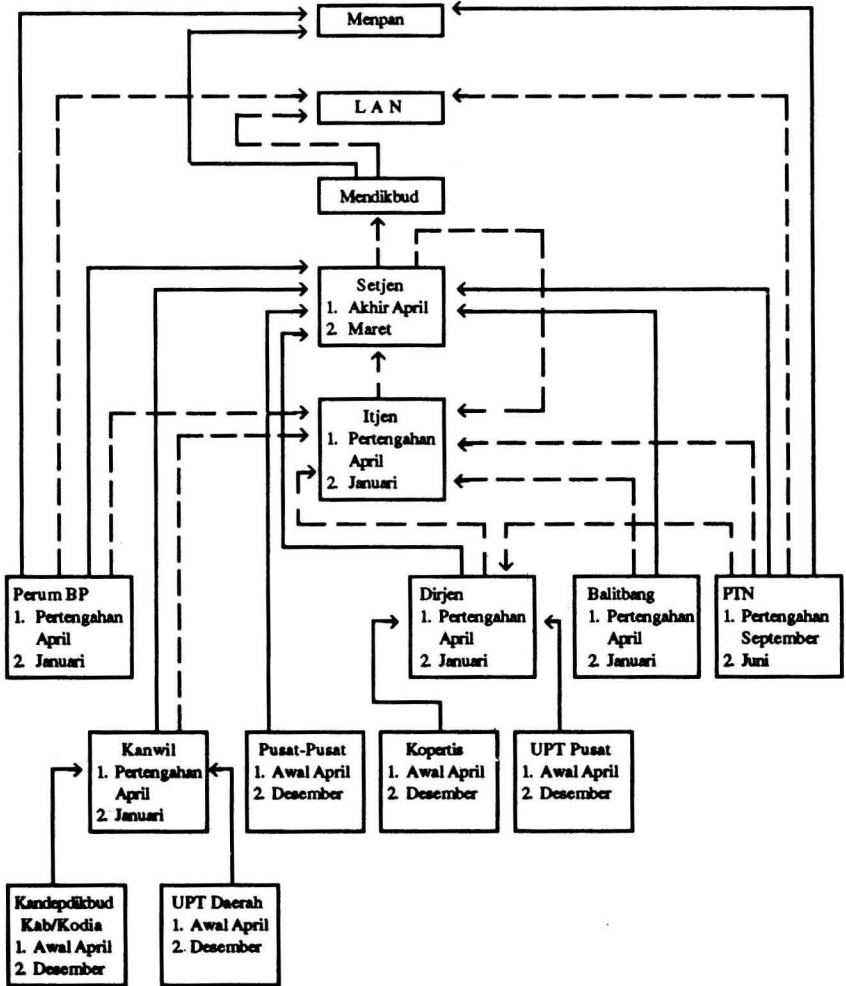 Menpan
L A N
Mendikbud
Setjen
1. Akhir April
2. Maret
Itjen
1. Pertengahan
April
2. Januari
Perum BP
1. Pertengahan
April
2. Januari
Dirjen
1. Pertengahan
April
2. Januari
Balitbang
1. Pertengahan
April
2. Januari
PTN
1. Pertengahan
September
2. Juni
Kanwil
1. Pertengahan
April
2. Januari
Pusat-Pusat
1. Awal April
2. Desember
Kopertis
1. Awal April
2. Desember
UPT Pusat
1. Awal April
2. Desember
Kandepdikbud
Kab/Kodia
1. Awal April
2. Desember
UPT Daerah
1. Awal April
2. Desember